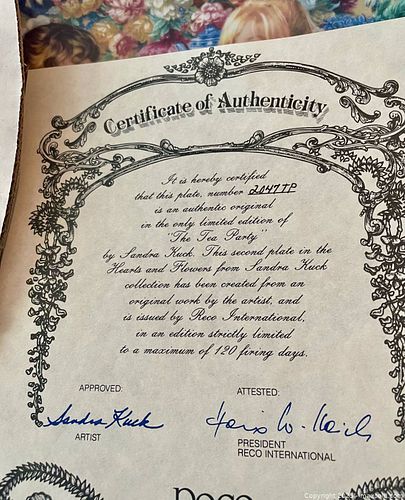 Certificate of Authenticity
It is hereby certified
that this plate, number 2047TP
is an authentic original
in the only limited edition of
"The Tea Party"
by Sandra Kuck. This second plate in the
Hearts and Flowers from Sandra Kuck
collection has been created from an
original work by the artist, and
is issued by Reco International,
in an edition strictly limited
to a maximum of 120 firing days.
APPROVED: ATTESTED:
Sandra Kuck
ARTIST
PRESIDENT
RECO INTERNATIONAL
reco